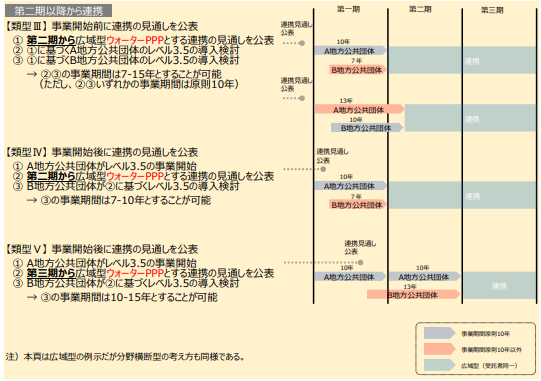 第二期以降から連携
【類型Ⅲ】事業開始前に連携の見通しを公表
① 第二期から広域型ウォーターPPPとする連携の見通しを公表
② ①に基づくA地方公共団体のレベル3.5の導入検討
③ ①に基づくB地方公共団体のレベル3.5の導入検討
→ ②③の事業期間は7-15年とすることが可能
（ただし、②③いずれかの事業期間は原則10年）
【類型Ⅳ】事業開始後に連携の見通しを公表
① A地方公共団体がレベル3.5の事業開始
② 第二期から広域型ウォーターPPPとする連携の見通しを公表
③ B地方公共団体が②に基づくレベル3.5の導入検討
→ ③の事業期間は7-10年とすることが可能
【類型Ⅴ】事業開始後に連携の見通しを公表
① A地方公共団体がレベル3.5の事業開始
② 第三期から広域型ウォーターPPPとする連携の見通しを公表
③ B地方公共団体が②に基づくレベル3.5の導入検討
→ ③の事業期間は10-15年とすることが可能
注）本頁は広域型の例示だが分野横断型の考え方も同様である。
第一期
第二期
第三期
連携見通し
公表
10年
A地方公共団体
7年
B地方公共団体
連携
連携見通し
公表
13年
A地方公共団体
10年
B地方公共団体
連携
連携見通し
公表
10年
A地方公共団体
7年
B地方公共団体
連携
連携見通し
公表
10年
A地方公共団体
10年
A地方公共団体
13年
B地方公共団体
連携
事業期間原則10年
事業期間原則10年以外
広域型（受託者同一）